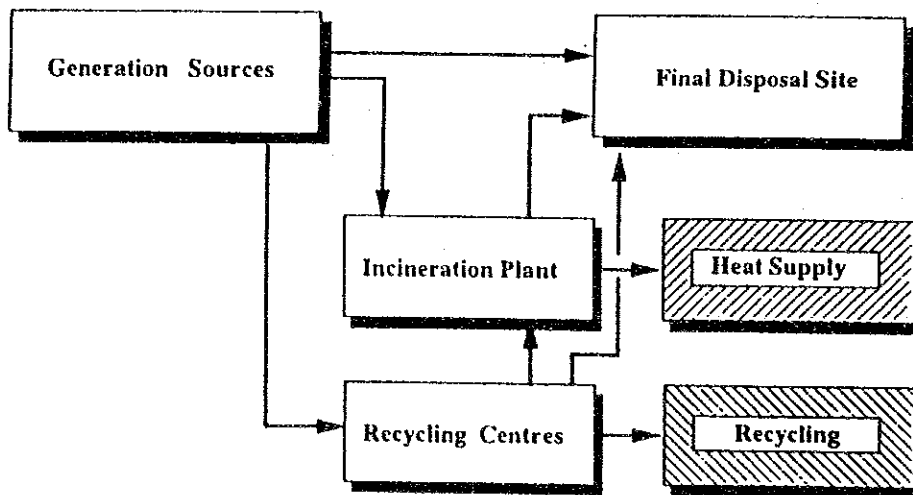 Generation Sources
Final Disposal Site
Incineration Plant
Heat Supply
Recycling Centres
Recycling